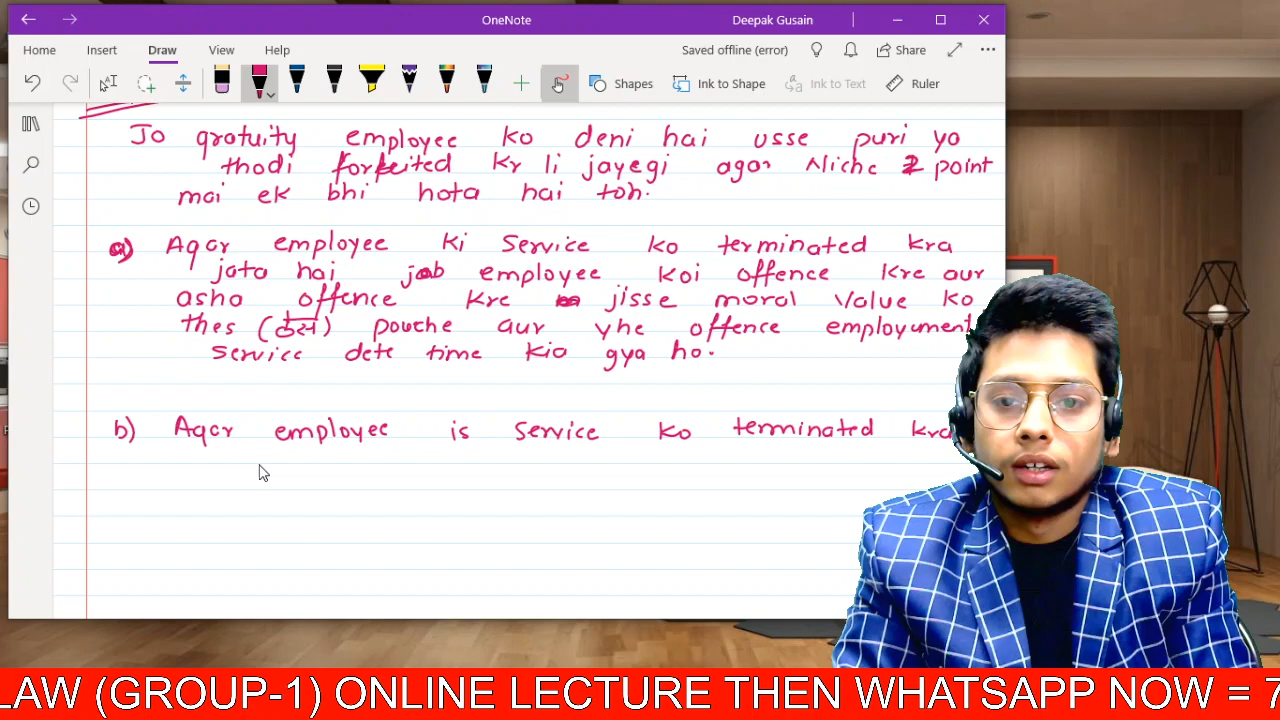 OneNote
Deepak Gusain
Home Insert Draw View Help
Saved offline (error)
Share
Shapes
Ink to Shape
Ink to Text
Ruler
Jo gratuity employee ko deni hai usse puri ya
thodi forfeited kr li jayegi agar Niche 2 point
mai ek bhi hota hai toh.
a) Agar employee ki service ko terminated kra
jata hai job employee koi offence kre aur
asha offence kre jisse moral value ko
thes (ठेस) pouche aur yhe offence employement
service dete time kia gya ho.
b) Agar employee is service ko terminated kra
LAW (GROUP-1) ONLINE LECTURE THEN WHATSAPP NOW = 7